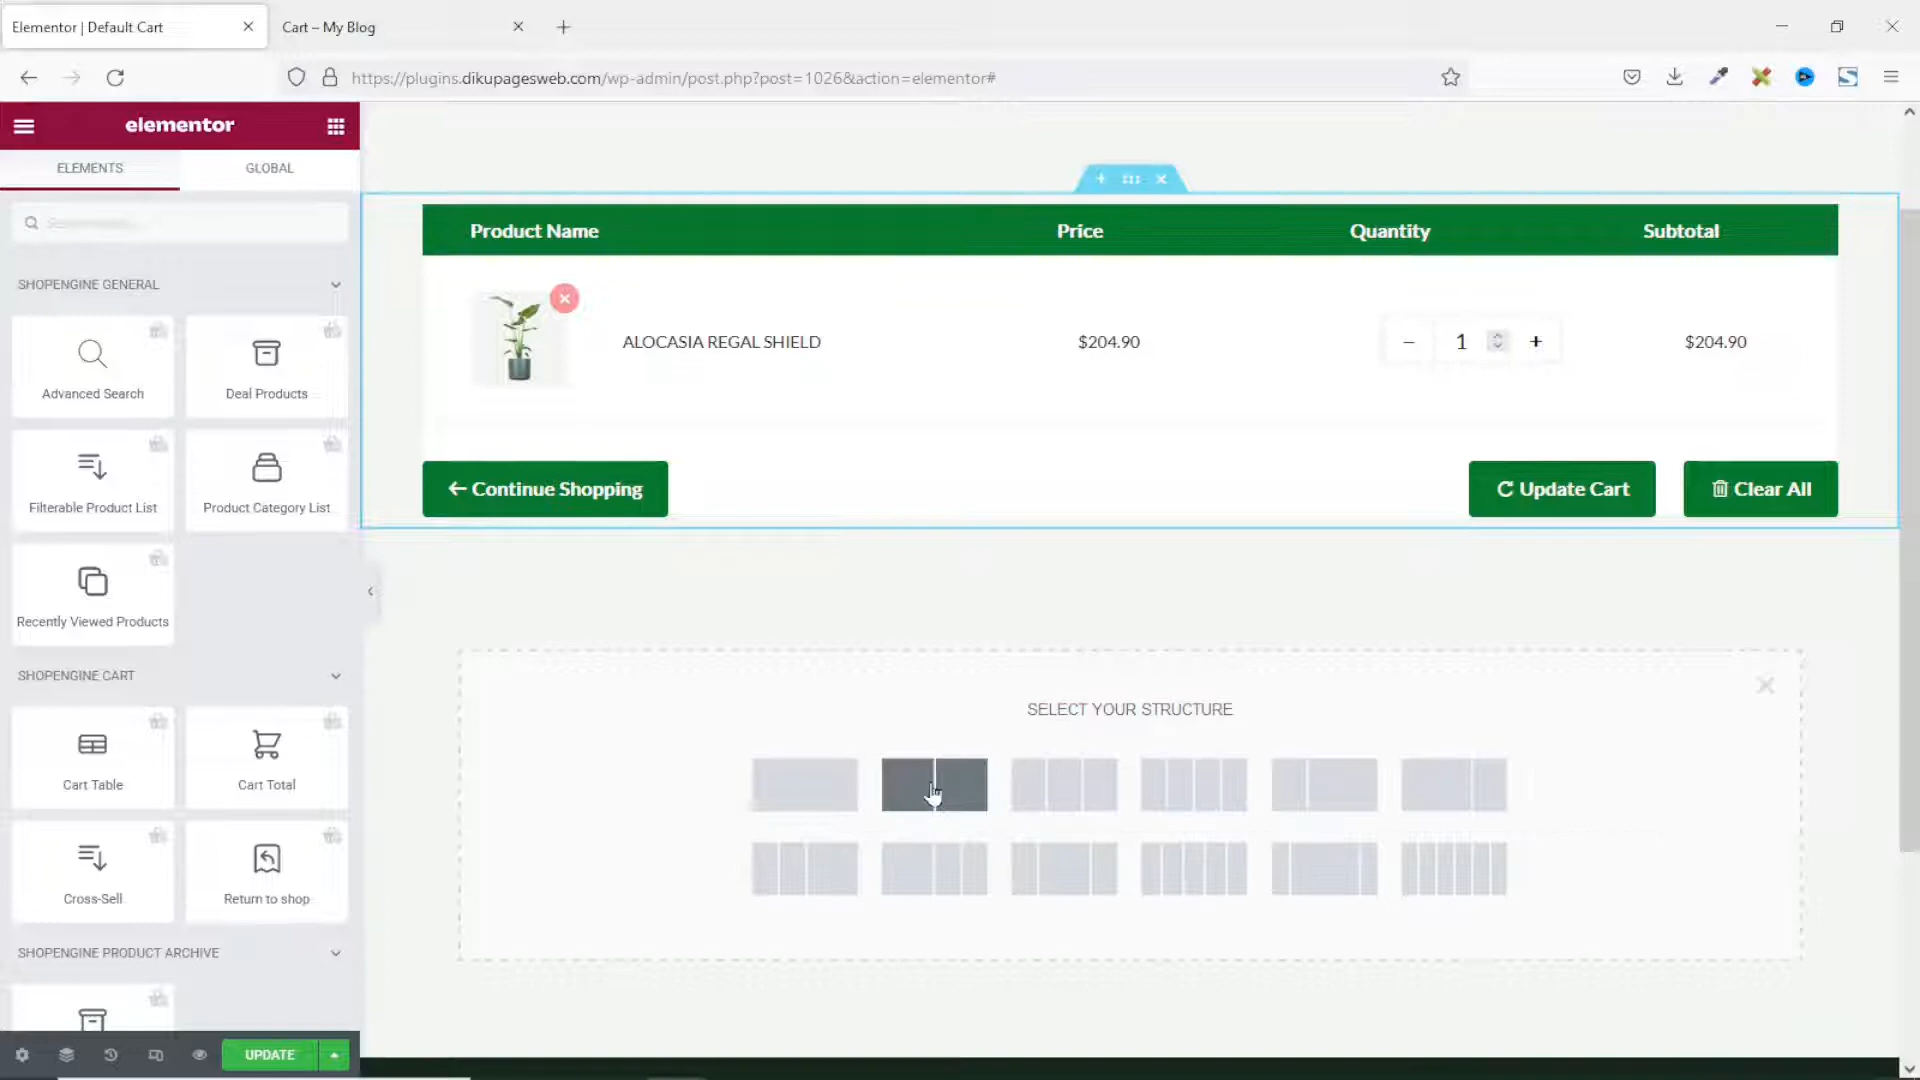 Elementor | Default Cart
Cart – My Blog
https://plugins.dikupagesweb.com/wp-admin/post.php?post=1026&action=elementor#
elementor
ELEMENTS
GLOBAL
SHOPENGINE GENERAL
Advanced Search
Deal Products
Filterable Product List
Product Category List
Recently Viewed Products
SHOPENGINE CART
Cart Table
Cart Total
Cross-Sell
Return to shop
SHOPENGINE PRODUCT ARCHIVE
UPDATE
Product Name
Price
Quantity
Subtotal
ALOCASIA REGAL SHIELD
$204.90
1
$204.90
Continue Shopping
Update Cart
Clear All
SELECT YOUR STRUCTURE